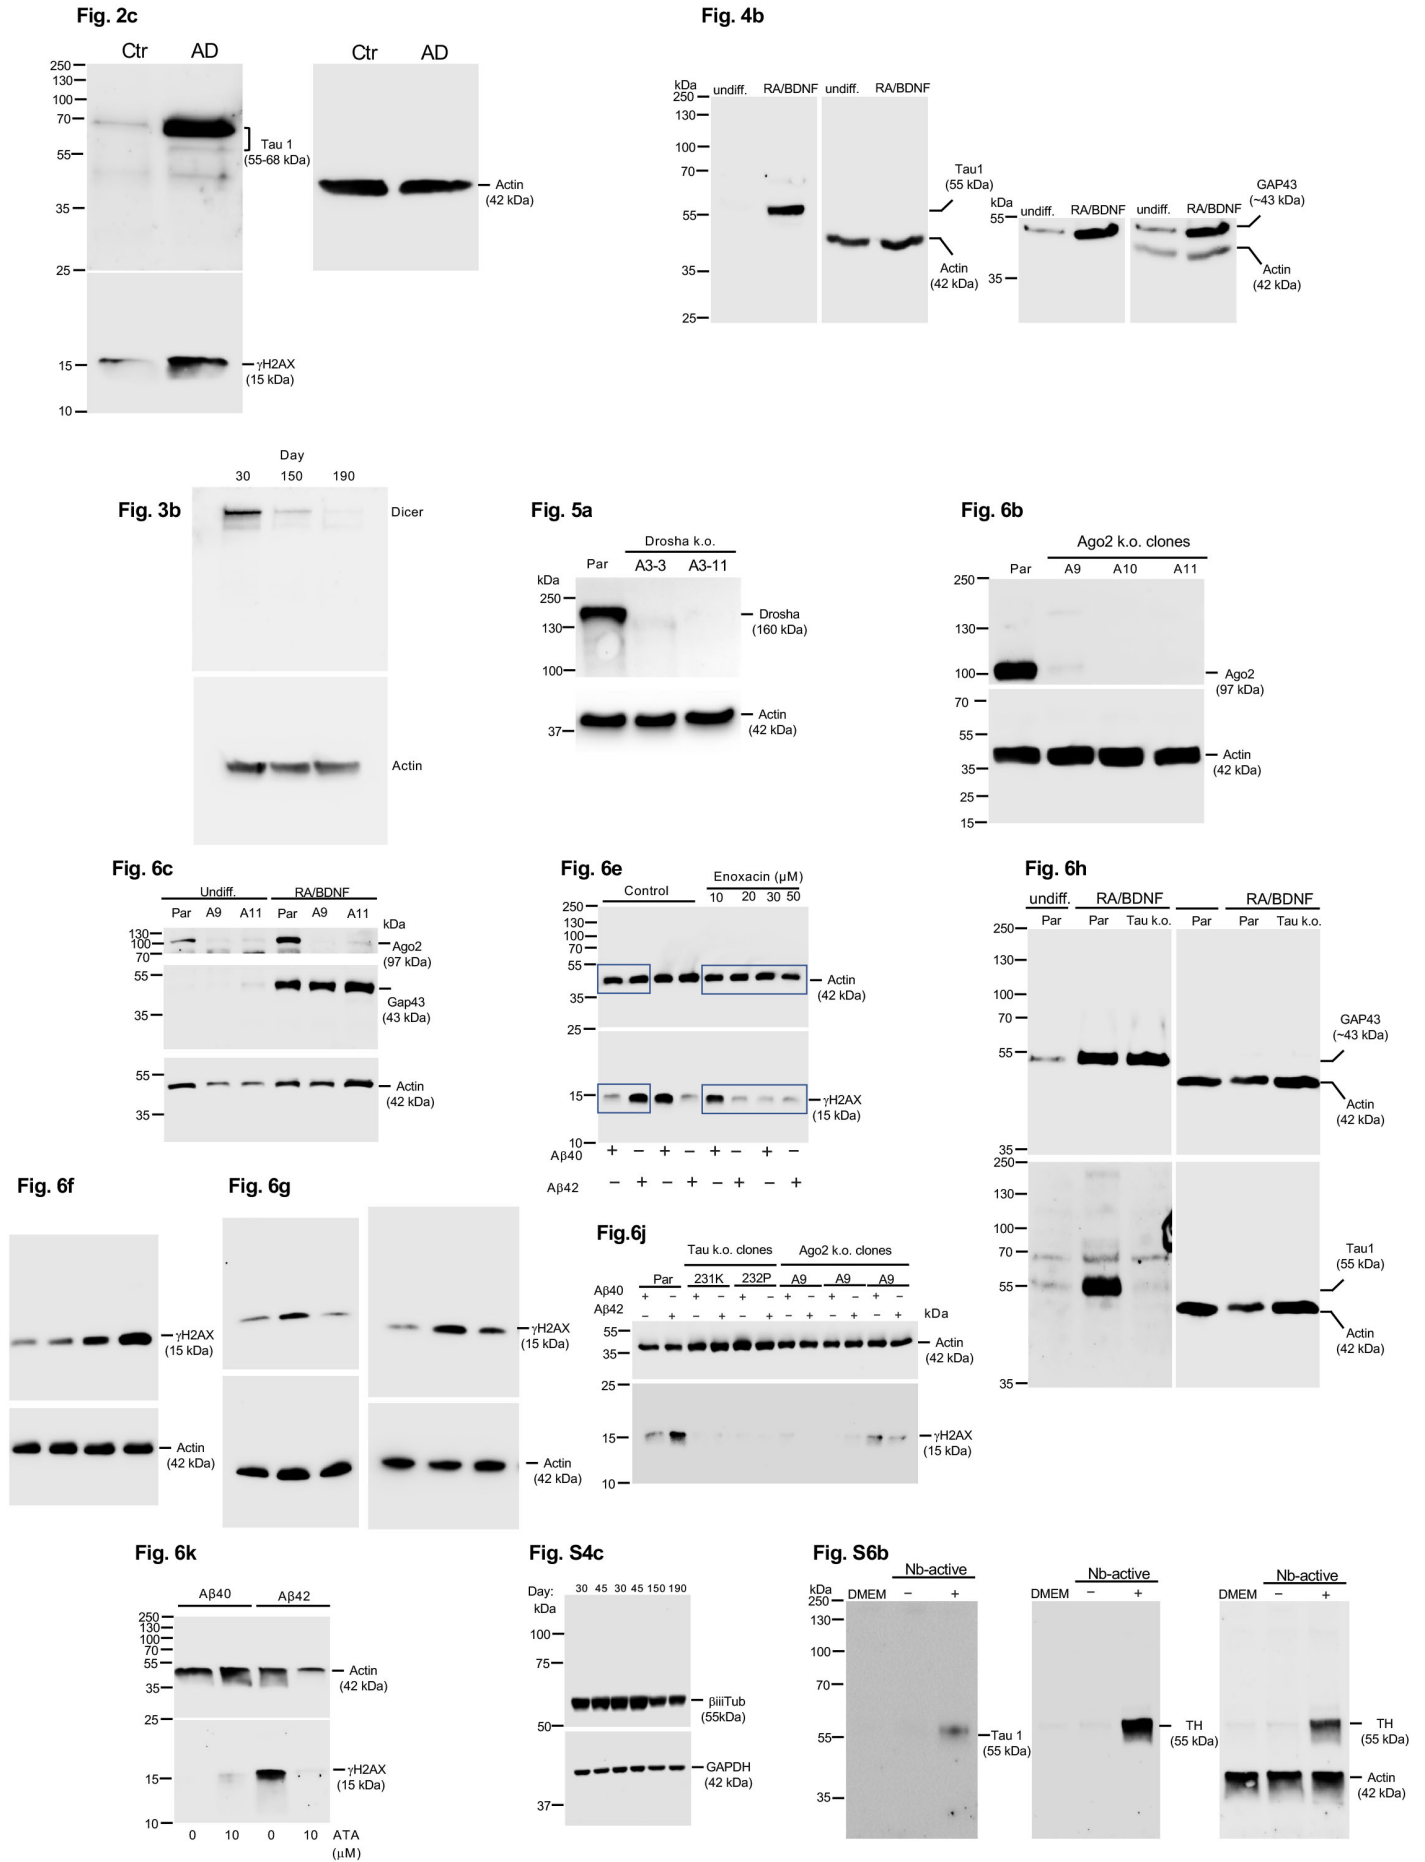 Fig. 2c
Ctr AD
Ctr AD
250
130
100
70
55
35
25
15
10
Tau 1
(55-68 kDa)
γH2AX
(15 kDa)
Actin
(42 kDa)
Fig. 4b
kDa
undiff. RA/BDNF undiff. RA/BDNF
250
130
100
70
55
35
25
Tau1
(55 kDa)
Actin
(42 kDa)
kDa
undiff. RA/BDNF undiff. RA/BDNF
55
35
GAP43
(~43 kDa)
Actin
(42 kDa)
Fig. 3b
Day
30 150 190
Dicer
Actin
Fig. 5a
Drosha k.o.
Par A3-3 A3-11
kDa
250
130
100
37
Drosha
(160 kDa)
Actin
(42 kDa)
Fig. 6b
Ago2 k.o. clones
Par A9 A10 A11
250
130
100
70
55
35
25
15
Ago2
(97 kDa)
Actin
(42 kDa)
Fig. 6c
Undiff. RA/BDNF
Par A9 A11 Par A9 A11
kDa
130
100
70
55
35
55
35
Ago2
(97 kDa)
Gap43
(43 kDa)
Actin
(42 kDa)
Fig. 6e
Control Enoxacin (μM)
10 20 30 50
250
130
100
70
55
35
25
15
10
Actin
(42 kDa)
γH2AX
(15 kDa)
Aβ40 + − + − + − + −
Aβ42 − + − + − + − +
Fig. 6h
undiff. RA/BDNF RA/BDNF
Par Par Tau k.o. Par Par Tau k.o.
250
130
100
70
55
35
250
130
100
70
55
35
GAP43
(~43 kDa)
Actin
(42 kDa)
Tau1
(55 kDa)
Actin
(42 kDa)
Fig. 6f
γH2AX
(15 kDa)
Actin
(42 kDa)
Fig. 6g
γH2AX
(15 kDa)
Actin
(42 kDa)
Fig.6j
Tau k.o. clones Ago2 k.o. clones
Par 231K 232P A9 A9 A9
Aβ40 + − + − + − + − + − + −
Aβ42 − + − + − + − + − + − +
kDa
55
35
25
15
10
Actin
(42 kDa)
γH2AX
(15 kDa)
Fig. 6k
Aβ40 Aβ42
250
130
100
70
55
35
25
15
10
Actin
(42 kDa)
γH2AX
(15 kDa)
0 10 0 10 ATA
(μM)
Fig. S4c
Day: 30 45 30 45 150 190
kDa
100
75
50
37
βiiiTub
(55kDa)
GAPDH
(42 kDa)
Fig. S6b
Nb-active Nb-active Nb-active
kDa
DMEM − + DMEM − + DMEM − +
250
130
100
70
55
35
Tau 1
(55 kDa)
TH
(55 kDa)
TH
(55 kDa)
Actin
(42 kDa)